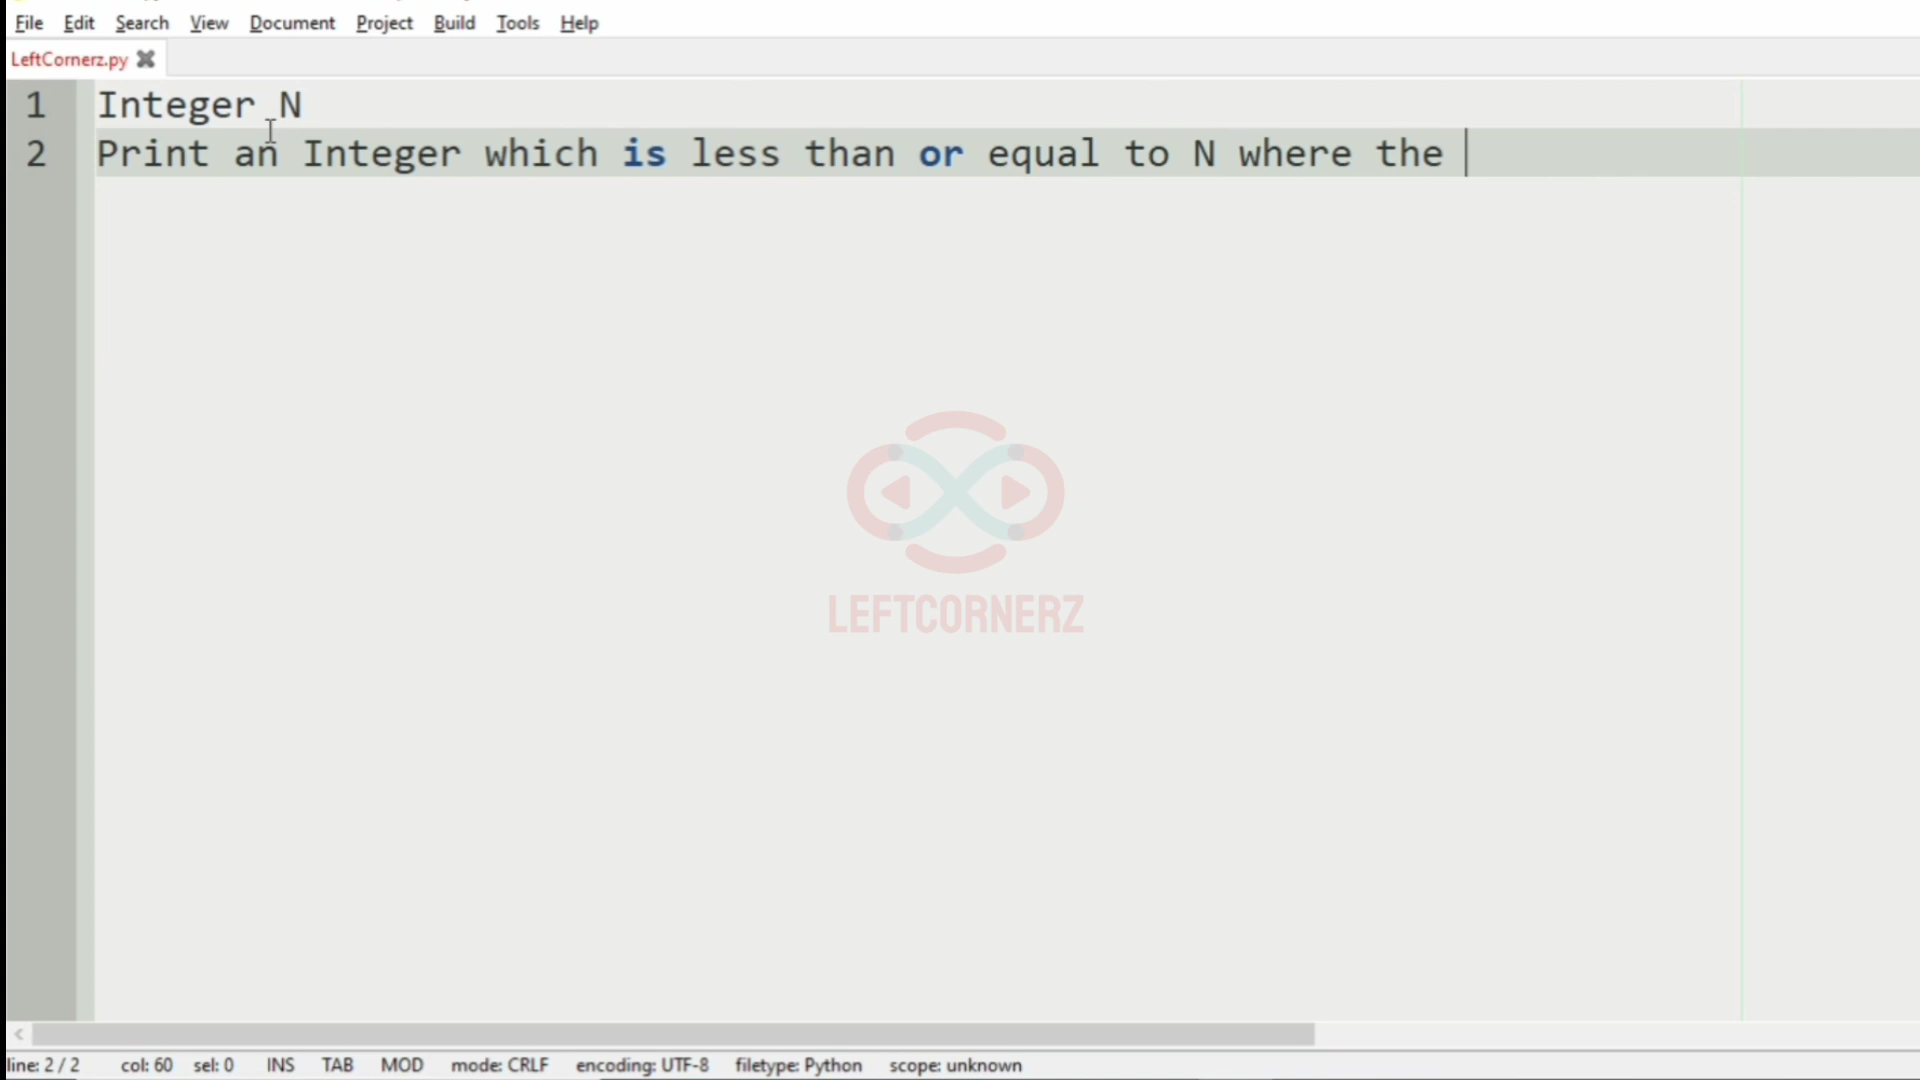 File Edit Search View Document Project Build Tools Help
LeftCornerz.py
1 Integer N
2 Print an Integer which is less than or equal to N where the
LEFTCORNERZ
line: 2 / 2 col: 60 sel: 0 INS TAB MOD mode: CRLF encoding: UTF-8 filetype: Python scope: unknown